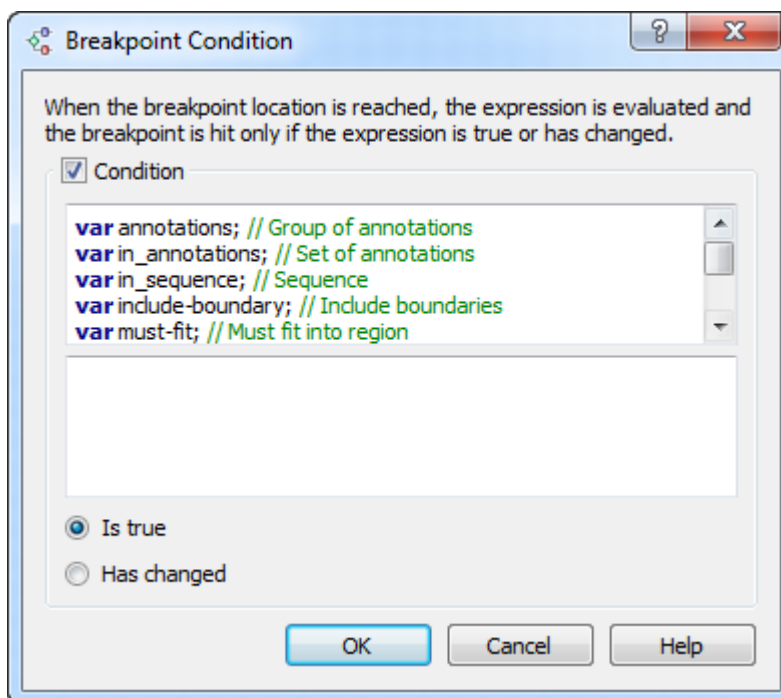 Breakpoint Condition
When the breakpoint location is reached, the expression is evaluated and
the breakpoint is hit only if the expression is true or has changed.
Condition
var annotations; // Group of annotations
var in_annotations; // Set of annotations
var in_sequence; // Sequence
var include-boundary; // Include boundaries
var must-fit; // Must fit into region
Is true
Has changed
OK Cancel Help